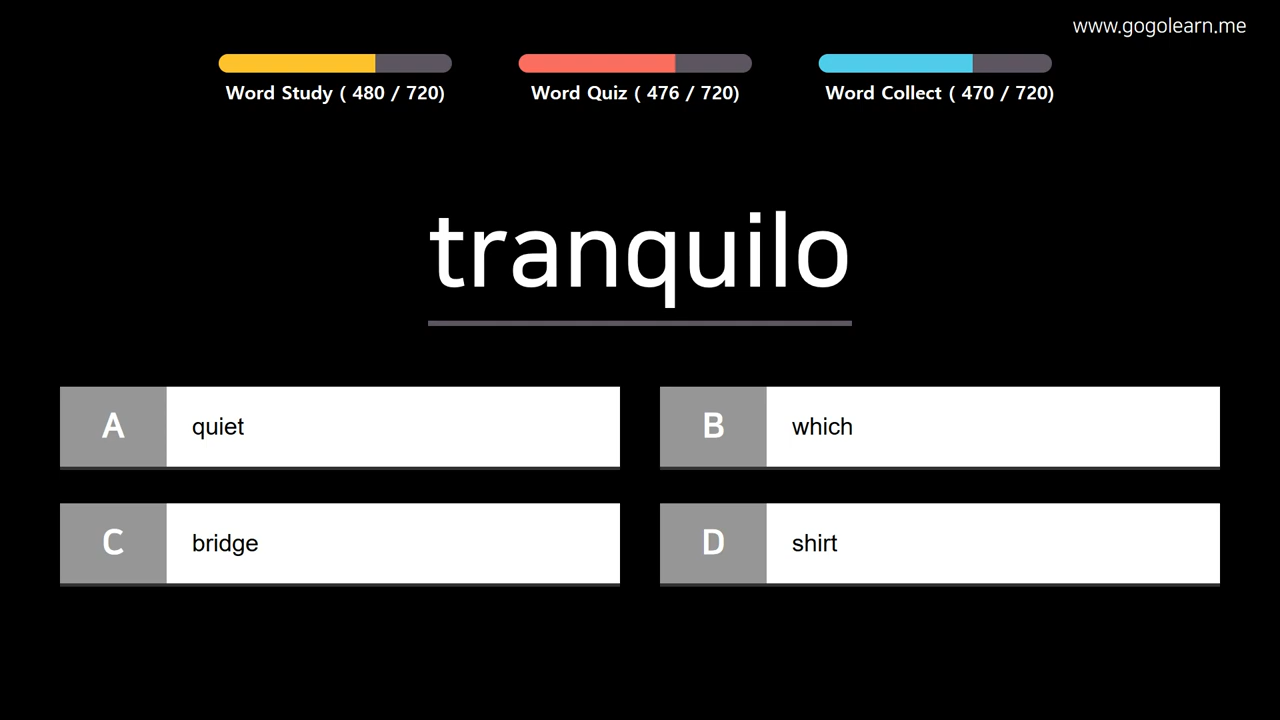 www.gogolearn.me
Word Study ( 480 / 720)
Word Quiz ( 476 / 720)
Word Collect ( 470 / 720)
tranquilo
A quiet
B which
C bridge
D shirt